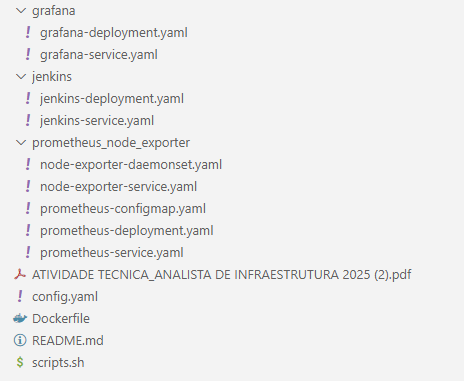 grafana
! grafana-deployment.yaml
! grafana-service.yaml
jenkins
! jenkins-deployment.yaml
! jenkins-service.yaml
prometheus_node_exporter
! node-exporter-daemonset.yaml
! node-exporter-service.yaml
! prometheus-configmap.yaml
! prometheus-deployment.yaml
! prometheus-service.yaml
ATIVIDADE TECNICA_ANALISTA DE INFRAESTRUTURA 2025 (2).pdf
! config.yaml
Dockerfile
README.md
$ scripts.sh